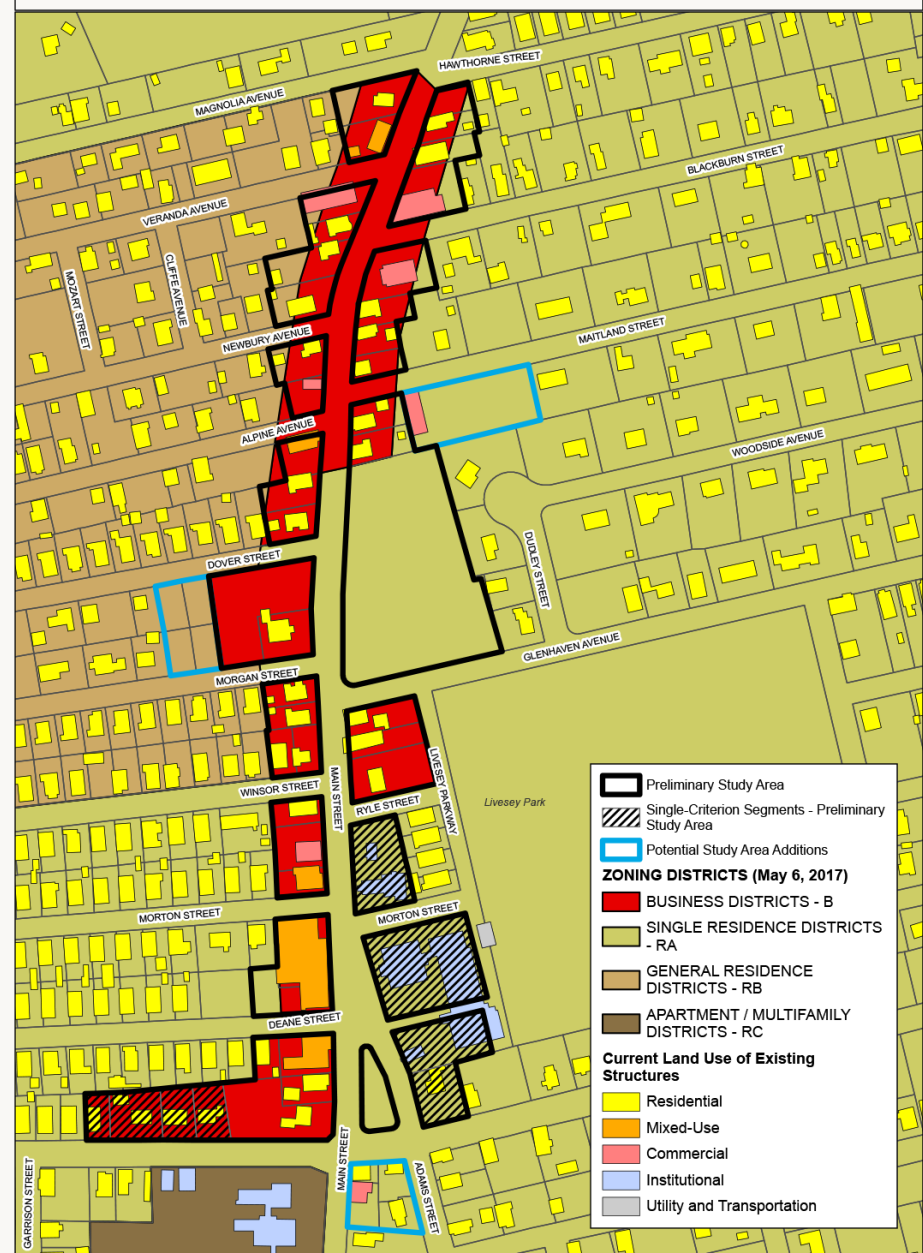 HAWTHORNE STREET
MAGNOLIA AVENUE
BLACKBURN STREET
VERANDA AVENUE
CLIFFE AVENUE
MOZART STREET
NEWBURY AVENUE
MAITLAND STREET
ALPINE AVENUE
WOODSIDE AVENUE
DOVER STREET
DUDLEY STREET
GLENHAVEN AVENUE
MORGAN STREET
MAIN STREET
LIVESEY PARKWAY
WINSOR STREET
RYLE STREET
Livesey Park
MORTON STREET
MORTON STREET
DEANE STREET
MAIN STREET
ADAMS STREET
GARRISON STREET
Preliminary Study Area
Single-Criterion Segments - Preliminary
Study Area
Potential Study Area Additions
ZONING DISTRICTS (May 6, 2017)
BUSINESS DISTRICTS - B
SINGLE RESIDENCE DISTRICTS
- RA
GENERAL RESIDENCE
DISTRICTS - RB
APARTMENT / MULTIFAMILY
DISTRICTS - RC
Current Land Use of Existing
Structures
Residential
Mixed-Use
Commercial
Institutional
Utility and Transportation